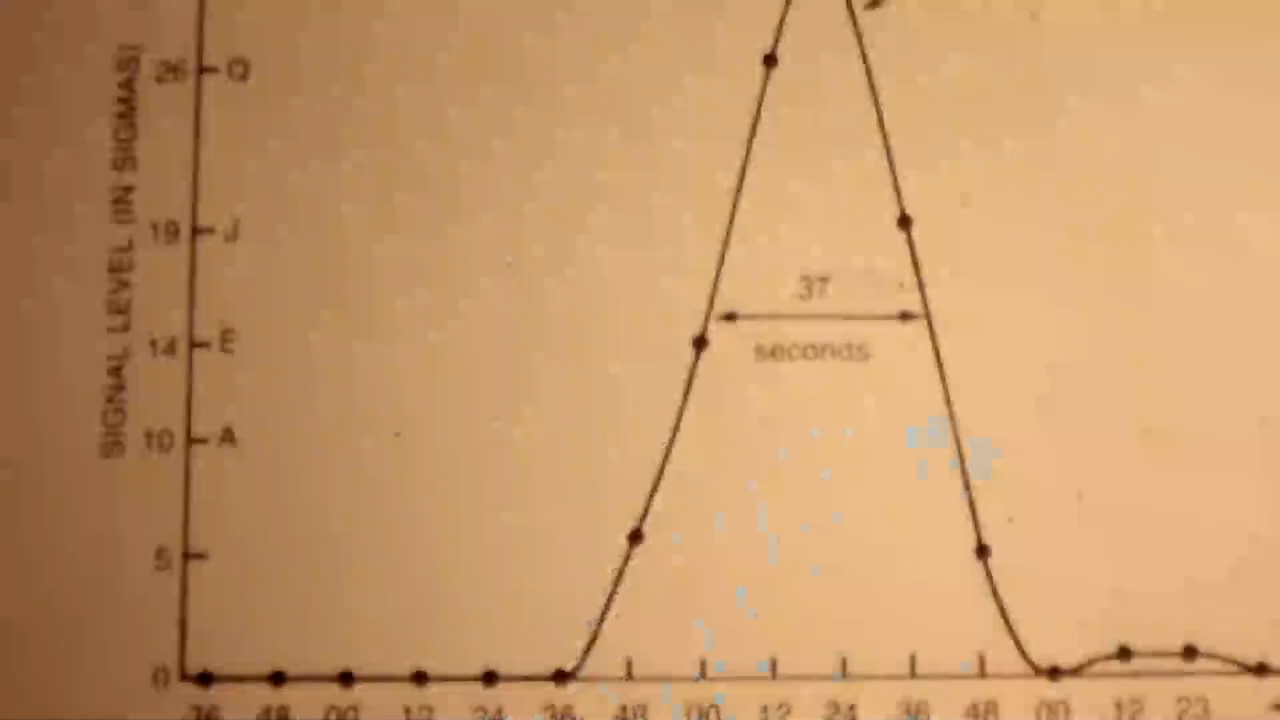 SIGNAL LEVEL (IN SIGMAS)
26 Q
19 J
14 E
10 A
5
0
37
seconds
36 48 00 12 24 36 48 00 12 24 36 48 00 12 23